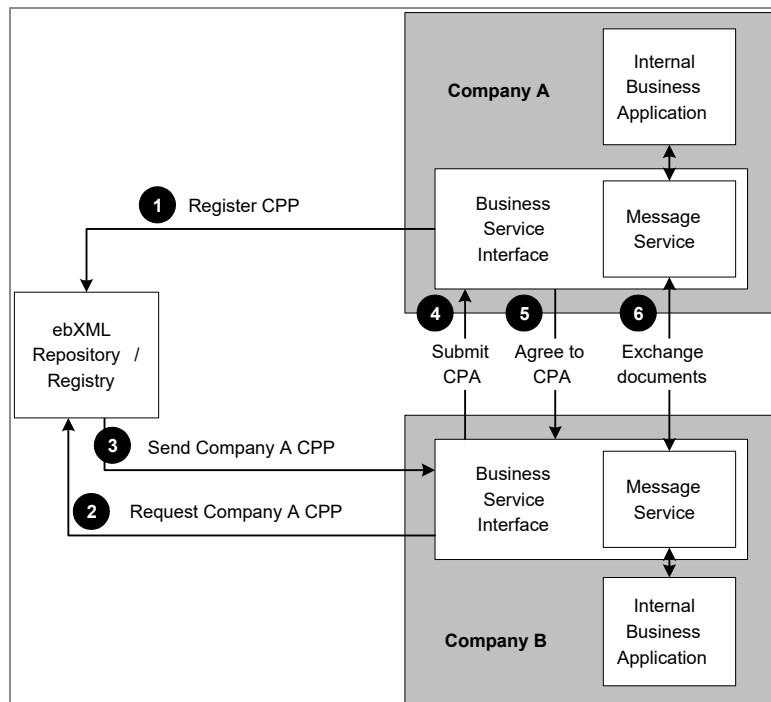 Company A
Internal
Business
Application
1 Register CPP
Business
Service
Interface
Message
Service
ebXML
Repository / 
Registry
4
Submit
CPA
5
Agree to
CPA
6
Exchange
documents
3 Send Company A CPP
2 Request Company A CPP
Business
Service
Interface
Message
Service
Company B
Internal
Business
Application